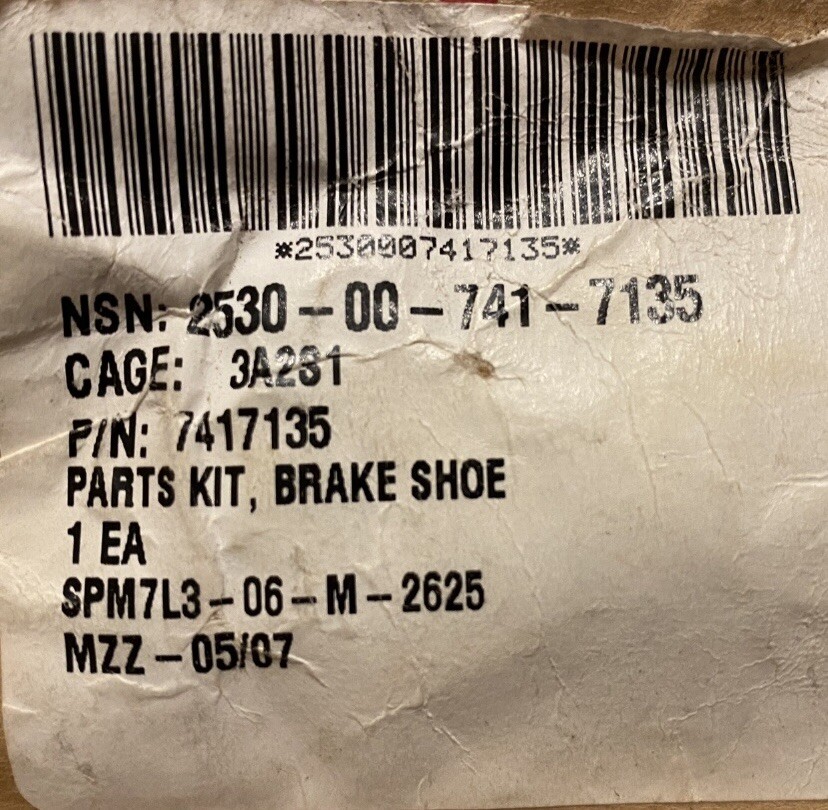 *2530007417135*
NSN: 2530-00-741-7135
CAGE: 3A2S1
P/N: 7417135
PARTS KIT, BRAKE SHOE
1 EA
SPM7L3-06-M-2625
MZZ-05/07